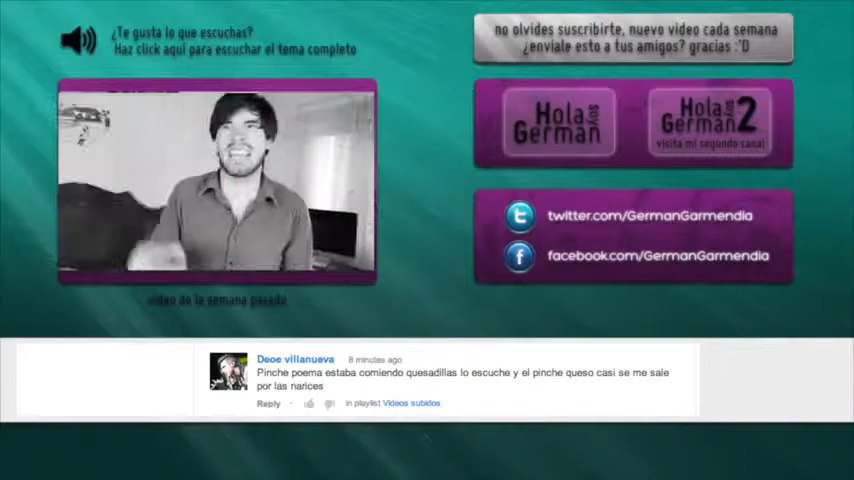 ¿Te gusta lo que escuchas?
Haz click aquí para escuchar el tema completo
no olvides suscribirte, nuevo video cada semana
¿enviale esto a tus amigos? gracias :'D
Hola
soy
German
Hola
soy
German 2
visita mi segundo canal
twitter.com/GermanGarmendia
facebook.com/GermanGarmendia
video de la semana pasada
Deoe villanueva 8 minutes ago
Pinche poema estaba comiendo quesadillas lo escuche y el pinche queso casi se me sale
por las narices
Reply · in playlist Videos subidos